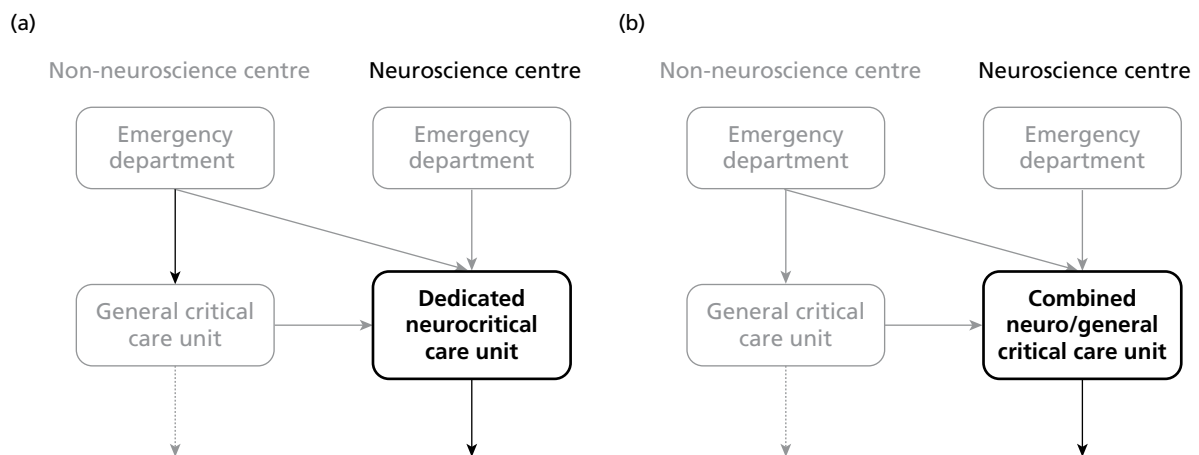 (a)
Non-neuroscience centre
Neuroscience centre
Emergency
department
Emergency
department
General critical
care unit
Dedicated
neurocritical
care unit
(b)
Non-neuroscience centre
Neuroscience centre
Emergency
department
Emergency
department
General critical
care unit
Combined
neuro/general
critical care unit